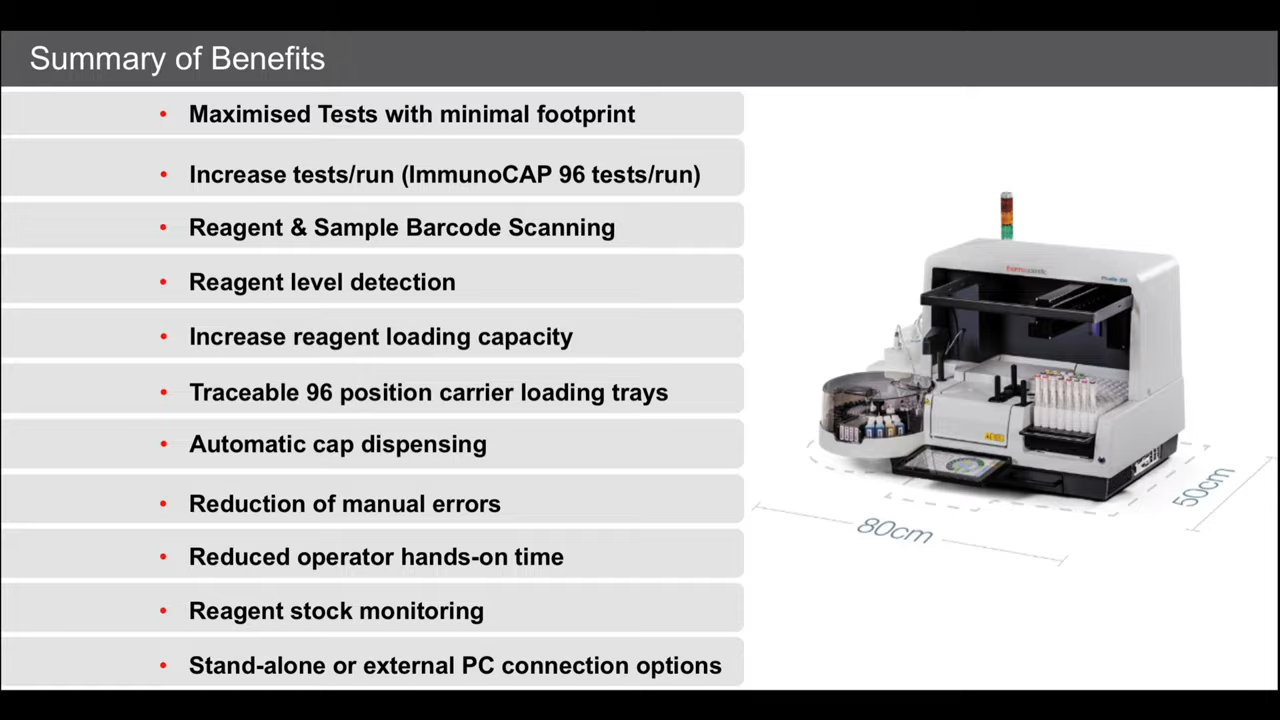 Summary of Benefits
• Maximised Tests with minimal footprint
• Increase tests/run (ImmunoCAP 96 tests/run)
• Reagent & Sample Barcode Scanning
• Reagent level detection
• Increase reagent loading capacity
• Traceable 96 position carrier loading trays
• Automatic cap dispensing
• Reduction of manual errors
• Reduced operator hands-on time
• Reagent stock monitoring
• Stand-alone or external PC connection options
thermo scientific
80cm
50cm